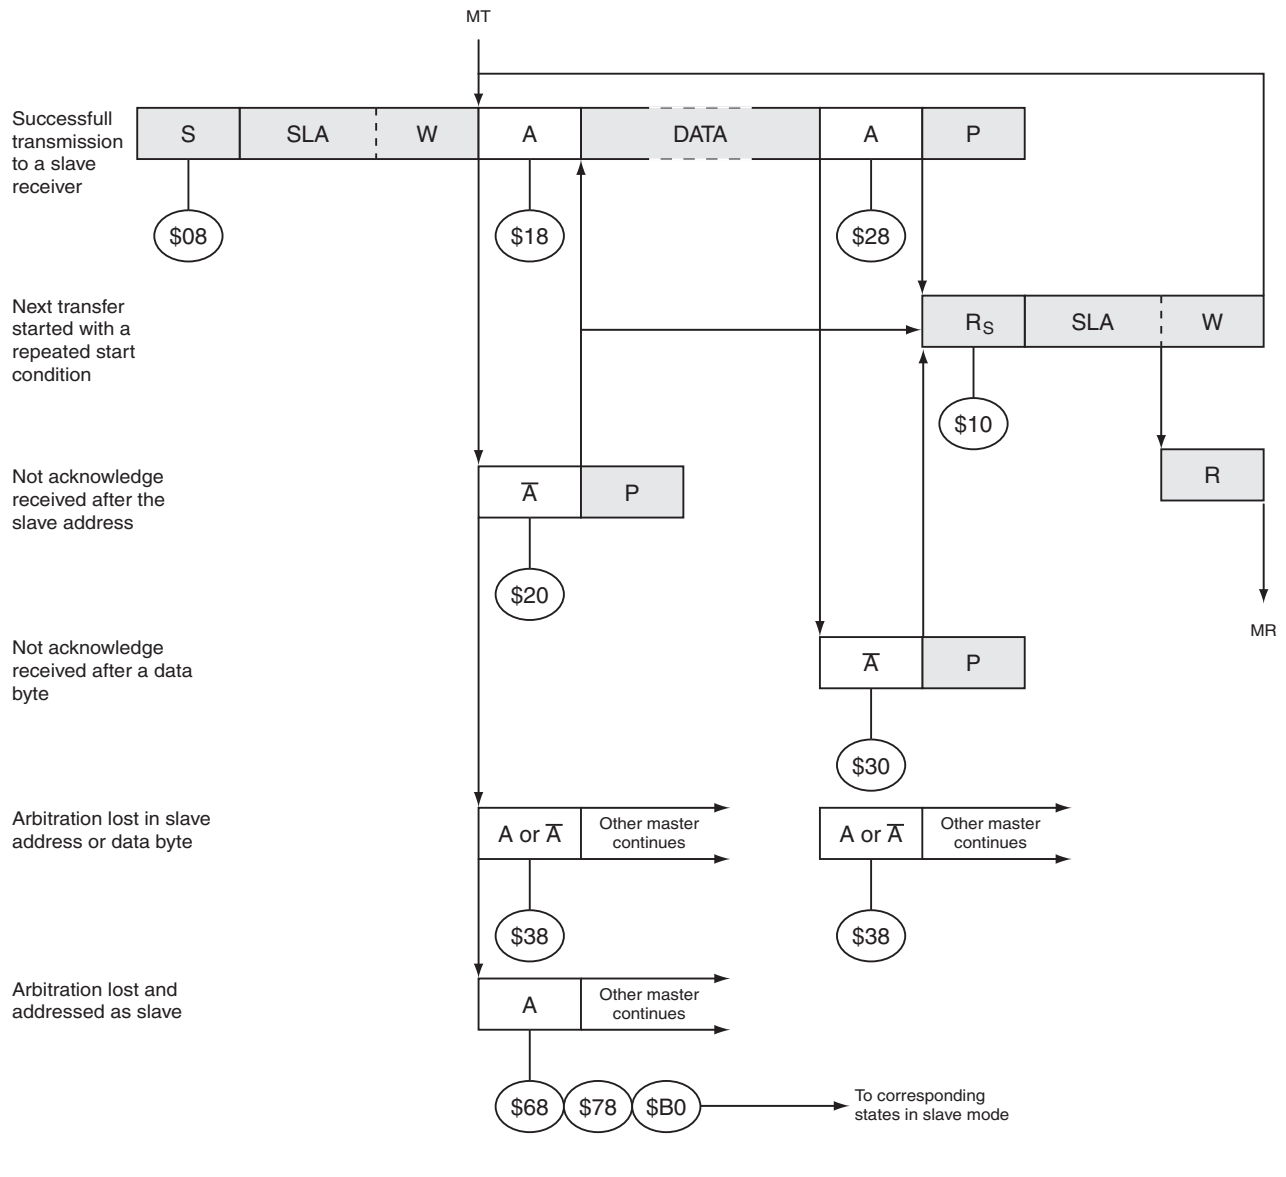 MT
Successfull
transmission
to a slave
receiver
S SLA W A DATA A P
$08 $18 $28
Next transfer
started with a
repeated start
condition
RS SLA W
$10
Not acknowledge
received after the
slave address
A̅ P
R
$20
MR
Not acknowledge
received after a data
byte
A̅ P
$30
Arbitration lost in slave
address or data byte
A or A̅ Other master
continues
A or A̅ Other master
continues
$38 $38
Arbitration lost and
addressed as slave
A Other master
continues
$68 $78 $B0
To corresponding
states in slave mode